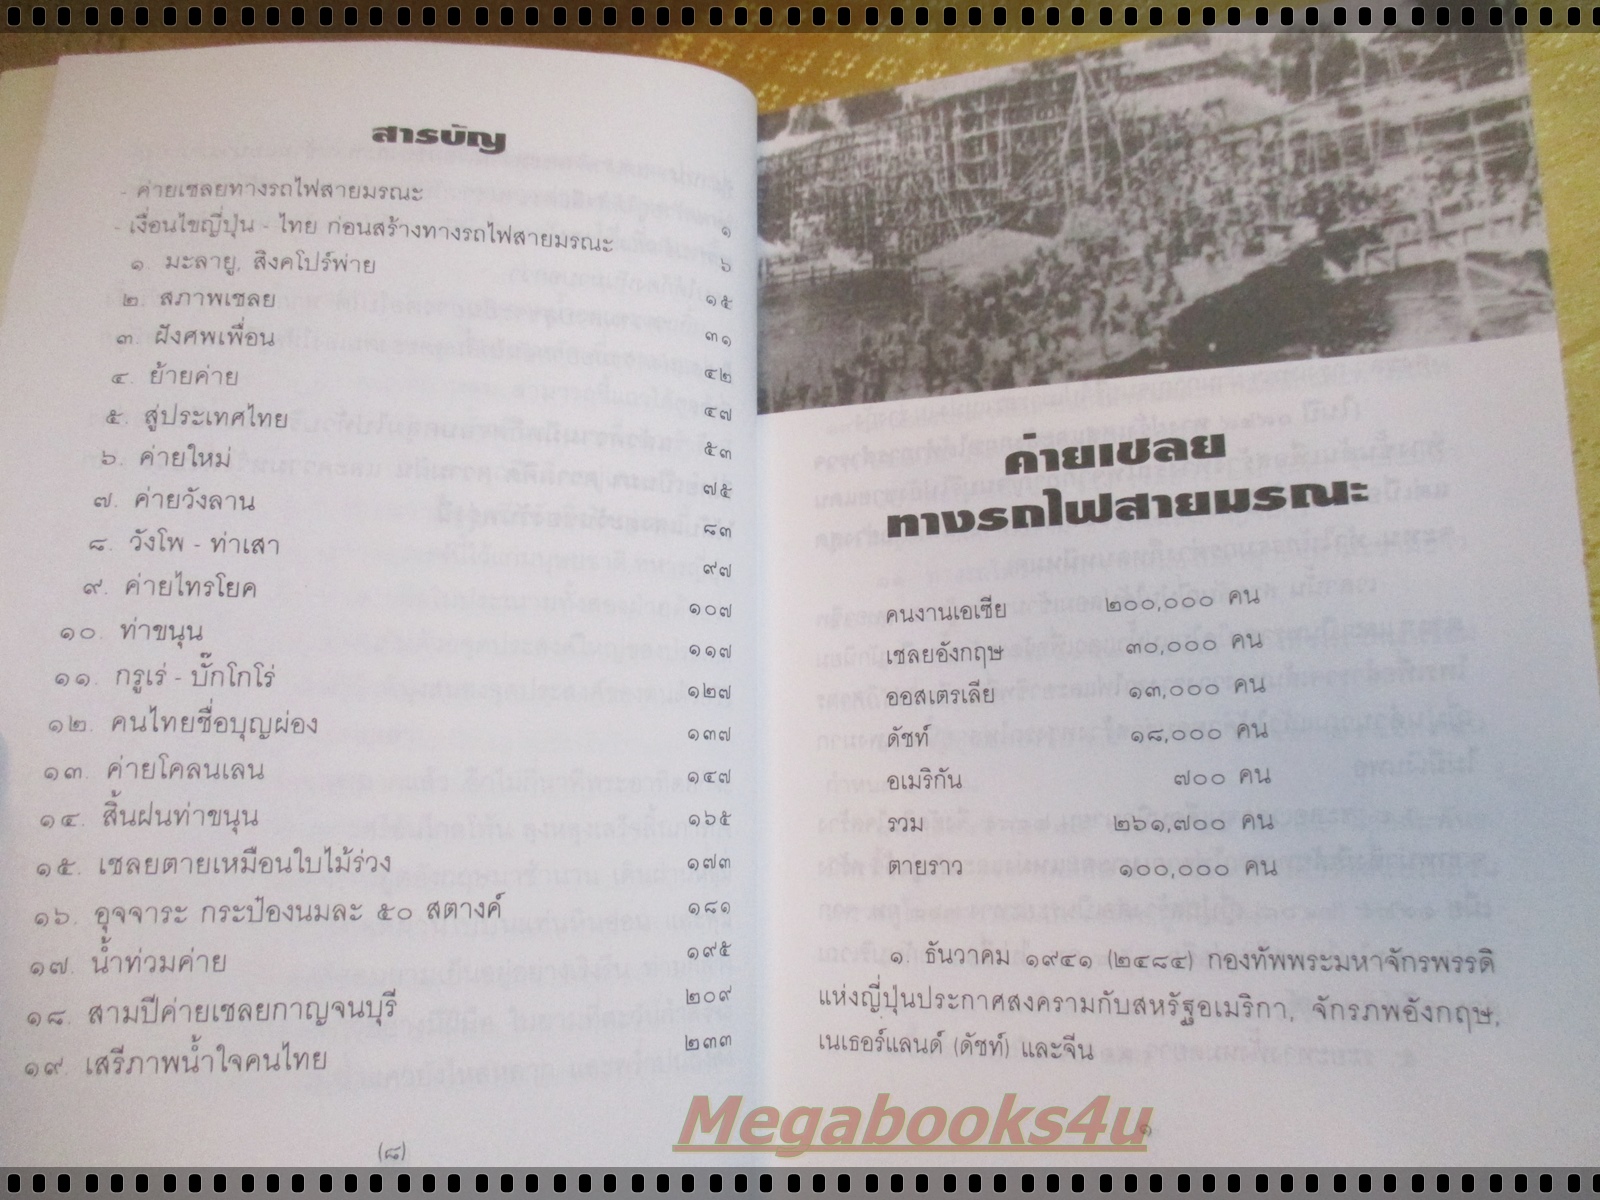 สารบัญ
- ค่ายเชลยทางรถไฟสายมรณะ ๑
- เงื่อนไขญี่ปุ่น - ไทย ก่อนสร้างทางรถไฟสายมรณะ ๖
๑. มะลายู, สิงคโปร์พ่าย ๑๕
๒. สภาพเชลย ๓๑
๓. ฝังศพเพื่อน ๔๒
๔. ย้ายค่าย ๔๗
๕. สู่ประเทศไทย ๕๓
๖. ค่ายใหม่ ๗๕
๗. ค่ายวังลาน ๘๓
๘. วังโพ - ท่าเสา ๙๗
๙. ค่ายไทรโยค ๑๐๗
๑๐. ท่าขนุน ๑๑๗
๑๑. กรูเร่ - บั๊กโกโร่ ๑๒๗
๑๒. คนไทยชื่อบุญผ่อง ๑๓๗
๑๓. ค่ายโคลนเลน ๑๔๗
๑๔. สิ้นฝนท่าขนุน ๑๖๕
๑๕. เชลยตายเหมือนใบไม้ร่วง ๑๗๓
๑๖. อุจจาระ กระป๋องนมละ ๕๐ สตางค์ ๑๘๑
๑๗. น้ำท่วมค่าย ๑๙๕
๑๘. สามปีค่ายเชลยกาญจนบุรี ๒๐๙
๑๙. เสรีภาพน้ำใจคนไทย ๒๓๓
(๘)
ค่ายเชลย
ทางรถไฟสายมรณะ
คนงานเอเซีย ๒๐๐,๐๐๐ คน
เชลยอังกฤษ ๓๐,๐๐๐ คน
ออสเตรเลีย ๑๓,๐๐๐ คน
ดัชท์ ๑๘,๐๐๐ คน
อเมริกัน ๗๐๐ คน
รวม ๒๖๑,๗๐๐ คน
ตายราว ๑๐๐,๐๐๐ คน
๑. ธันวาคม ๑๙๔๑ (๒๔๘๔) กองทัพพระมหาจักรพรรดิ
แห่งญี่ปุ่นประกาศสงครามกับสหรัฐอเมริกา, จักรภพอังกฤษ,
เนเธอร์แลนด์ (ดัชท์) และจีน
๑
Megabooks4u